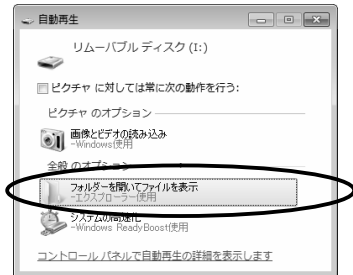 自動再生
リムーバブル ディスク (I:)
ピクチャ に対しては常に次の動作を行う:
ピクチャ のオプション
画像とビデオの読み込み
-Windows使用
全般 のオプション
フォルダーを開いてファイルを表示
-エクスプローラー使用
システムの高速化
-Windows ReadyBoost使用
コントロール パネルで自動再生の詳細を表示します